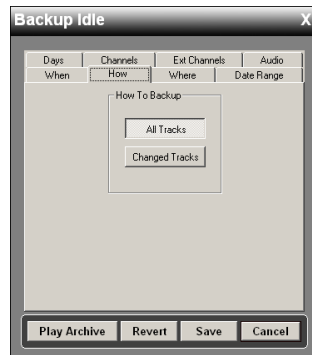 Backup Idle X
Days Channels Ext Channels Audio
When How Where Date Range
How To Backup
All Tracks
Changed Tracks
Play Archive Revert Save Cancel